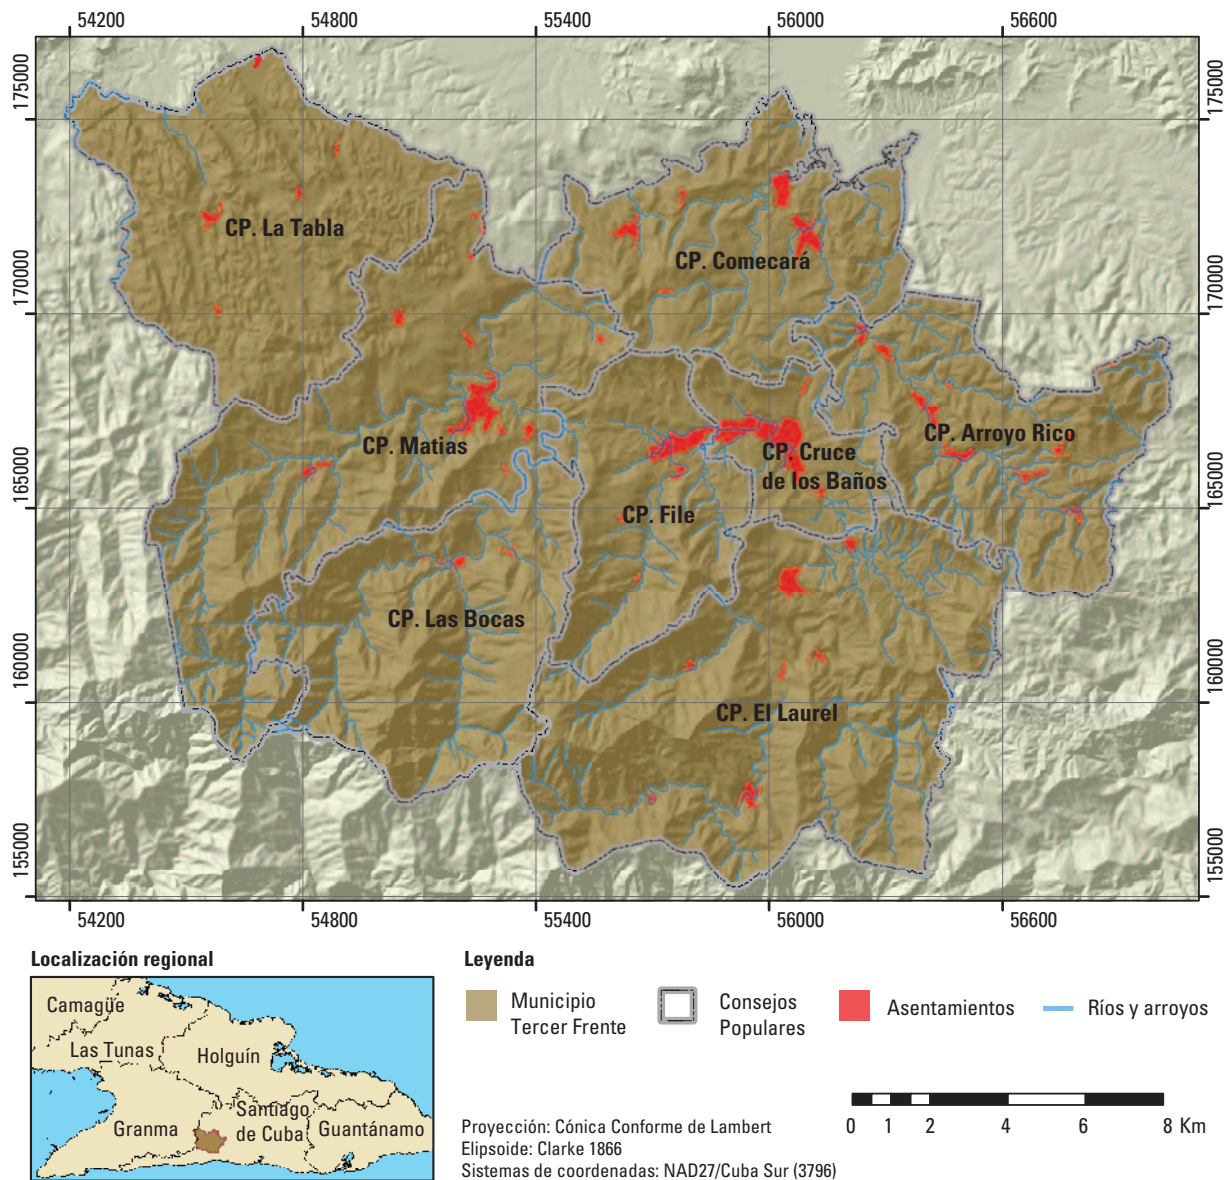 54200 54800 55400 56000 56600
175000 175000
170000 170000
165000 165000
160000 160000
155000 155000
CP. La Tabla
CP. Comecará
CP. Matias
CP. Arroyo Rico
CP. Cruce
de los Baños
CP. File
CP. Las Bocas
CP. El Laurel
54200 54800 55400 56000 56600
Localización regional
Camagüe
Las Tunas
Holguín
Granma
Santiago
de Cuba
Guantánamo
Leyenda
Municipio
Tercer Frente
Consejos
Populares
Asentamientos
Ríos y arroyos
0 1 2 4 6 8 Km
Proyección: Cónica Conforme de Lambert
Elipsoide: Clarke 1866
Sistemas de coordenadas: NAD27/Cuba Sur (3796)